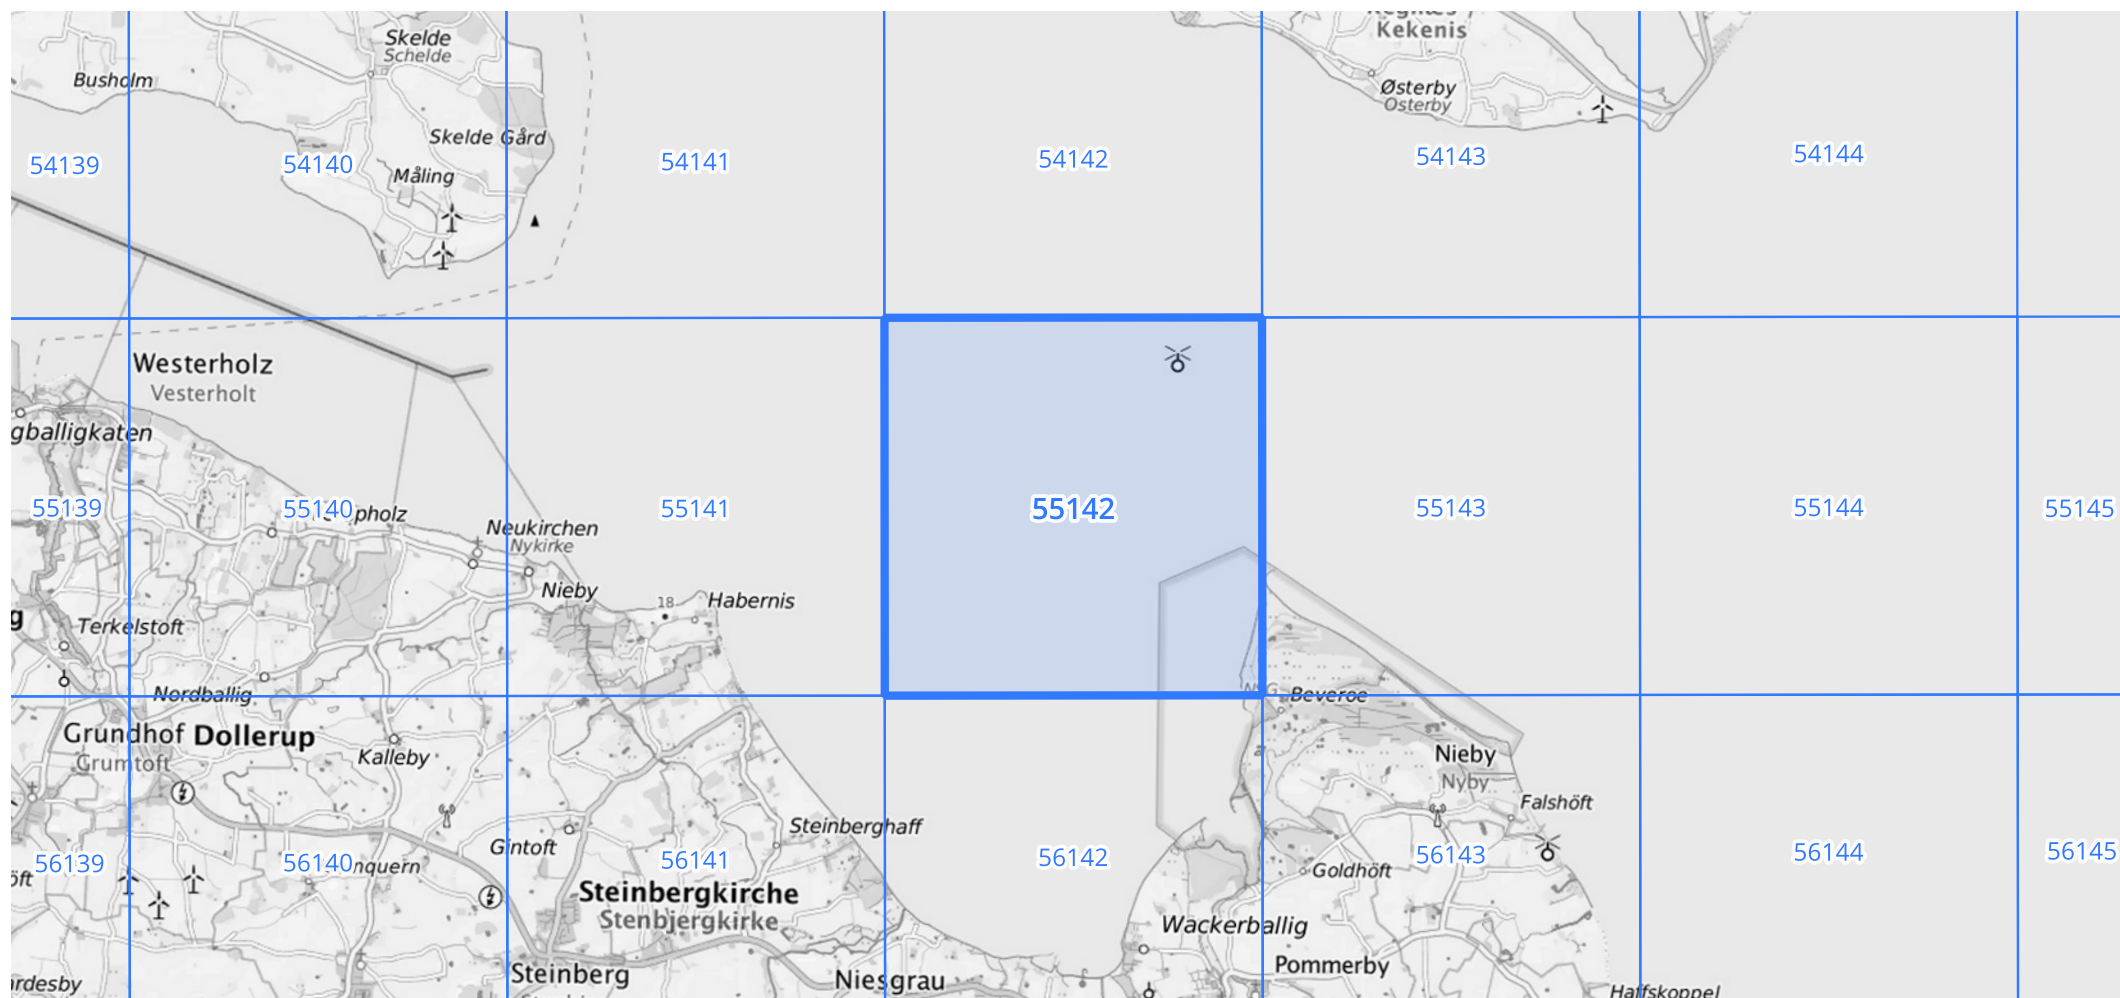 Kekenis
Skelde
Schelde
Busholm
Østerby
Osterby
Skelde Gård
54139
54140
54141
54142
54143
54144
Måling
Westerholz
Vesterholt
gballigkaten
55139
55140
pholz
55141
55142
55143
55144
55145
Neukirchen
Nykirke
Nieby
18
Habernis
g
Terkelstoft
Nordballig
NSG
Beveroe
Grundhof
Dollerup
Grumtoft
Kalleby
Nieby
Nyby
Falshöft
Steinberghaff
Gintoft
56139
56140
nquern
56141
56142
56143
56144
56145
öft
Goldhöft
Steinbergkirche
Stenbjergkirke
Wackerballig
Pommerby
Steinberg
Niesgrau
ardesby
Haffskoppel